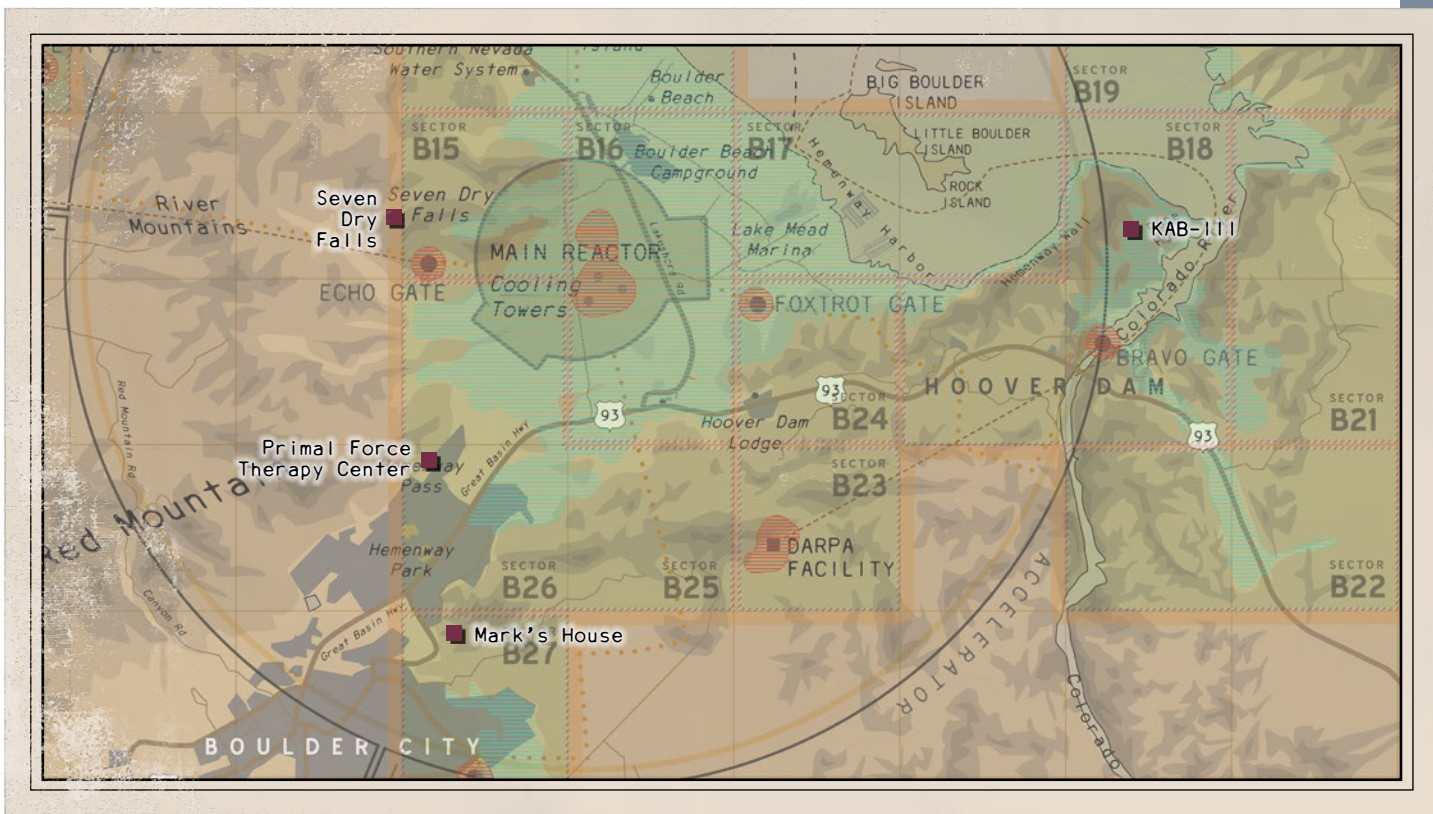 Southern Nevada
Water System
Island
Boulder
Beach
BIG BOULDER
ISLAND
SECTOR
B19
SECTOR
B15
SECTOR
B16
SECTOR
B17
LITTLE BOULDER
ISLAND
SECTOR
B18
Boulder Beach
Campground
ROCK
ISLAND
Hemenway
Harbor
River
Mountains
Seven
Dry
Falls
Seven Dry
Falls
MAIN REACTOR
Cooling
Towers
Lakeshore Rd
Lake Mead
Marina
Hemenway Wall
KAB-III
Colorado River
ECHO GATE
FOXTROT GATE
BRAVO GATE
HOOVER DAM
93
93
93
SECTOR
B24
SECTOR
B21
Hoover Dam
Lodge
Red Mountain Rd
Great Basin Hwy
Primal Force
Therapy Center
Pass
SECTOR
B23
DARPA
FACILITY
Hemenway
Park
SECTOR
B26
SECTOR
B25
SECTOR
B22
ACCELERATOR
Canyon Rd
Great Basin Hwy
Mark's House
B27
Colorado
BOULDER CITY